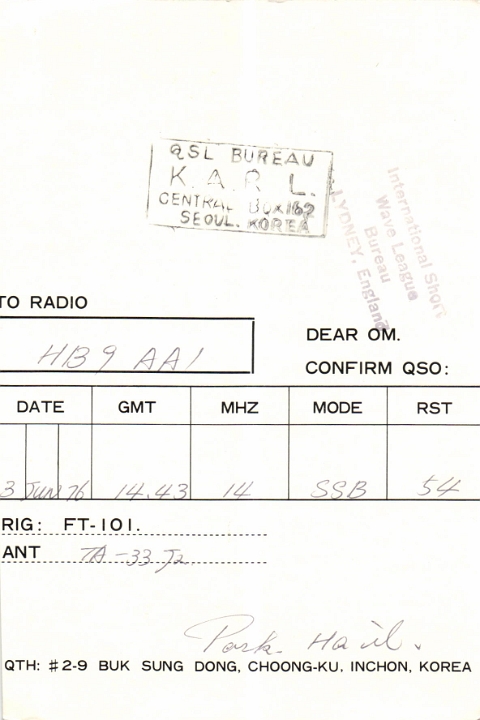 QSL BUREAU
K. A. R. L.
CENTRAL BOX 162
SEOUL. KOREA
International Short
Wave League
Bureau
LYDNEY, England
TO RADIO
HB9 AAI
DEAR OM.
CONFIRM QSO:
DATE GMT MHZ MODE RST
3 Jun 76 14.43 14 SSB 54
RIG: FT-101.
ANT TA-33 Jr
Park Ha il.
QTH: #2-9 BUK SUNG DONG, CHOONG-KU, INCHON, KOREA